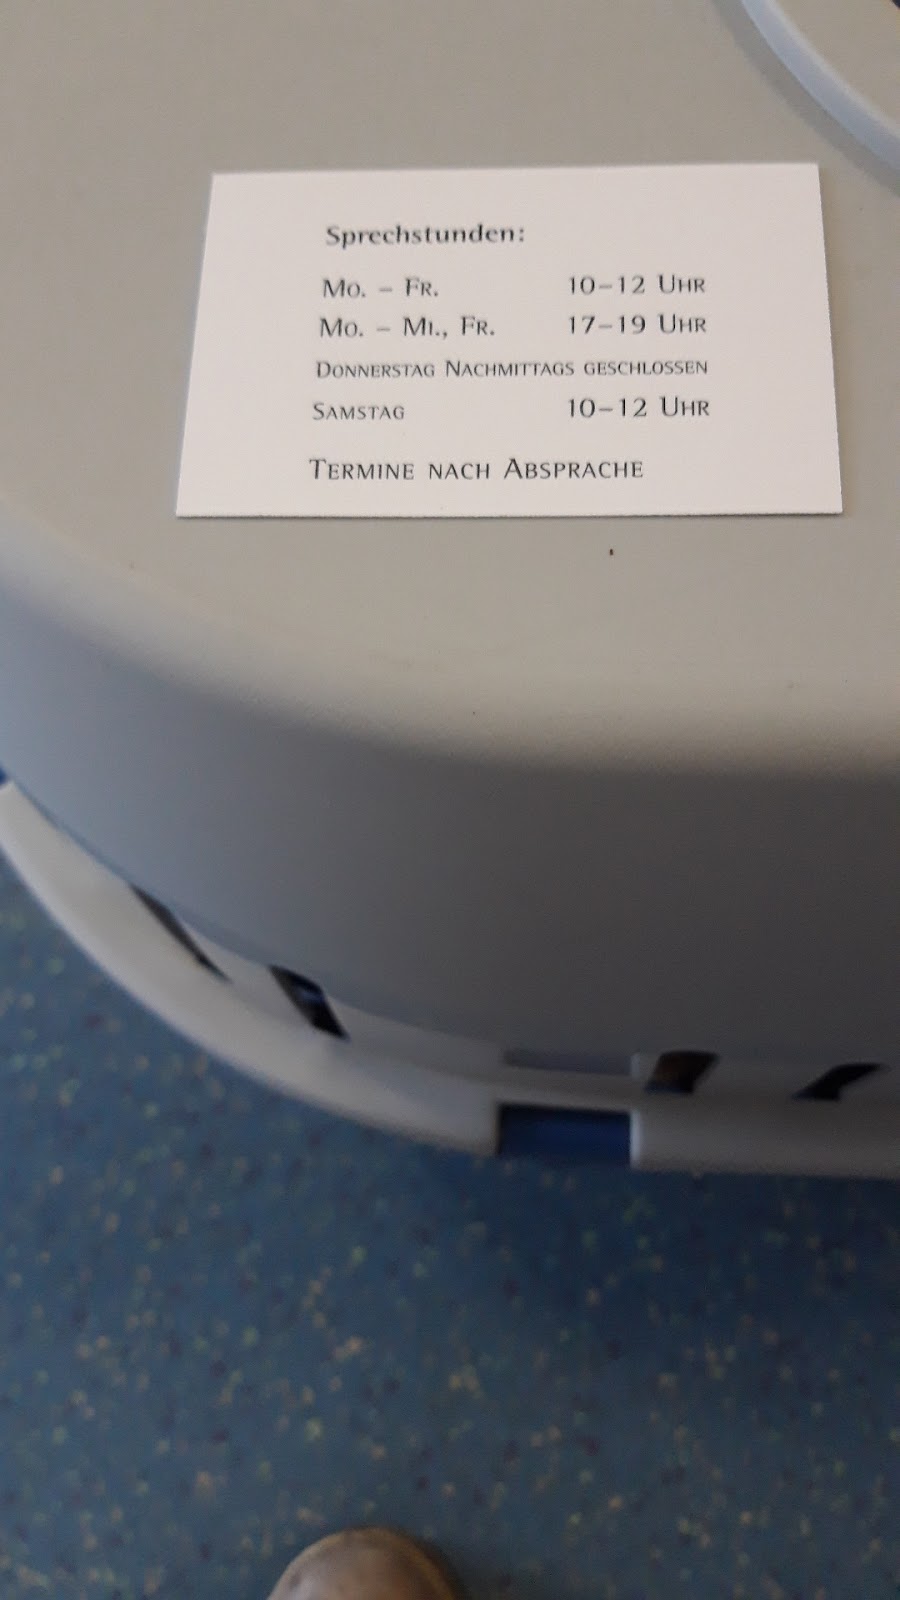 Sprechstunden:
Mo. – Fr. 10–12 Uhr
Mo. – Mi., Fr. 17–19 Uhr
Donnerstag Nachmittags geschlossen
Samstag 10–12 Uhr
Termine nach Absprache